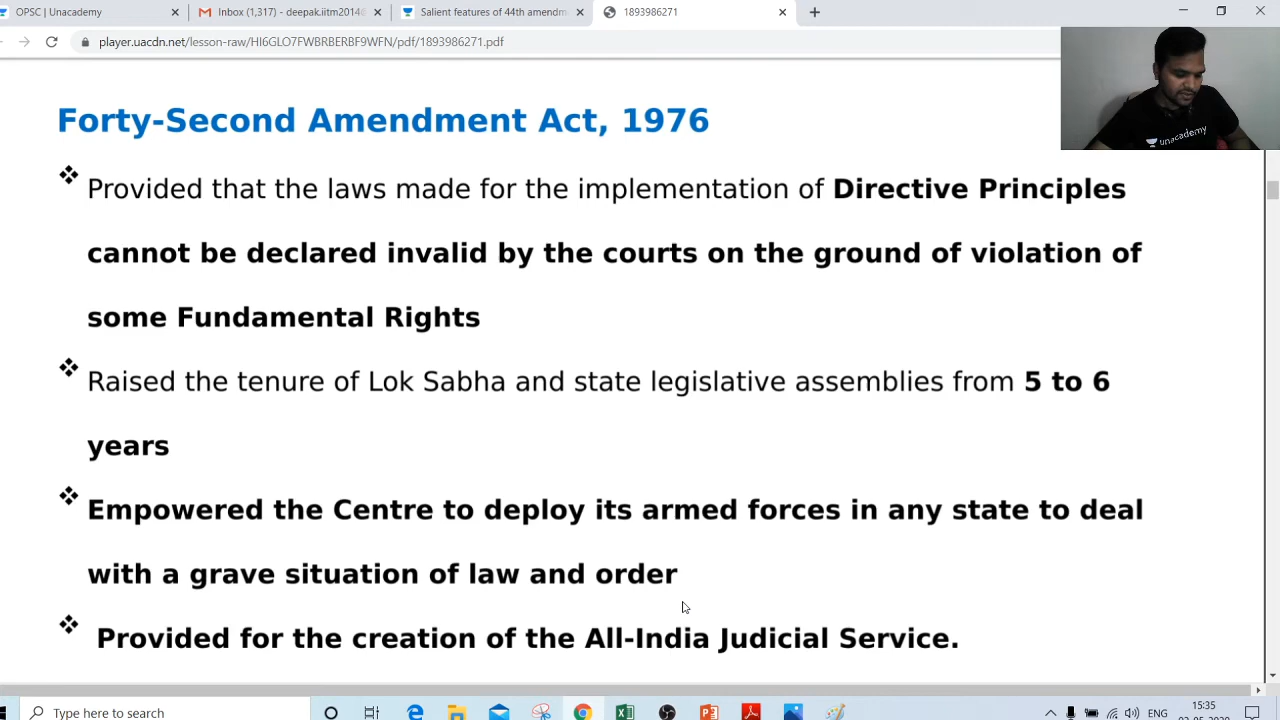 OPSC | Unacademy
Inbox (1,317) - deepak.iitm2014
Salient features of 44th amendm
1893986271
player.uacdn.net/lesson-raw/HI6GLO7FWBRBERBF9WFN/pdf/1893986271.pdf
unacademy
Forty-Second Amendment Act, 1976
❖ Provided that the laws made for the implementation of Directive Principles
cannot be declared invalid by the courts on the ground of violation of
some Fundamental Rights
❖ Raised the tenure of Lok Sabha and state legislative assemblies from 5 to 6
years
❖ Empowered the Centre to deploy its armed forces in any state to deal
with a grave situation of law and order
❖ Provided for the creation of the All-India Judicial Service.
Type here to search
ENG
15:35